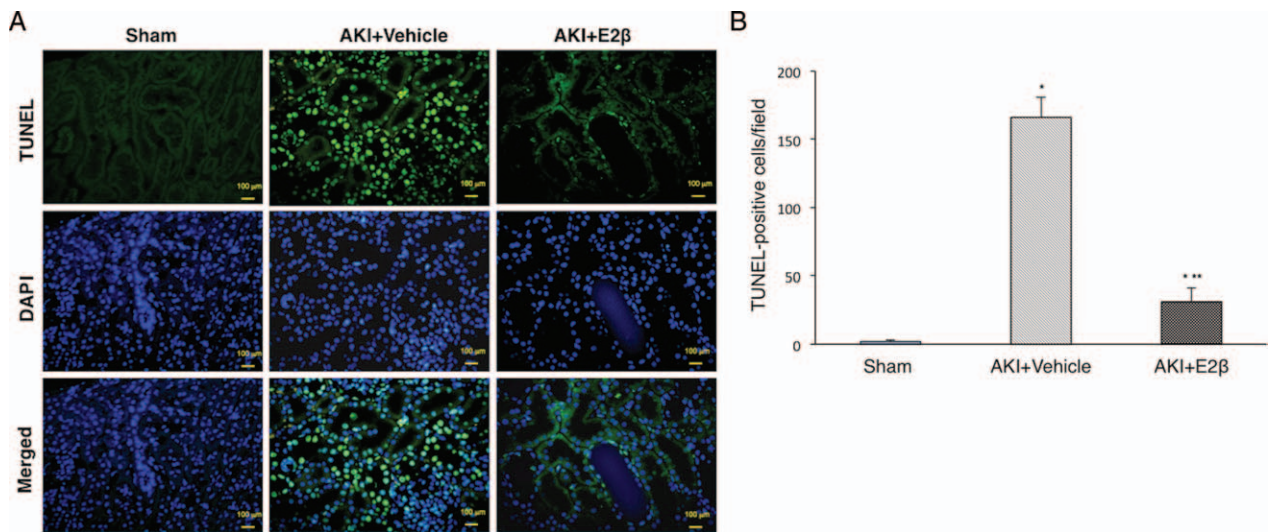 A
Sham
AKI+Vehicle
AKI+E2β
TUNEL
100 µm
100 µm
100 µm
DAPI
100 µm
100 µm
100 µm
Merged
100 µm
100 µm
100 µm
B
TUNEL-positive cells/field
200
150
100
50
0
*
* **
Sham
AKI+Vehicle
AKI+E2β